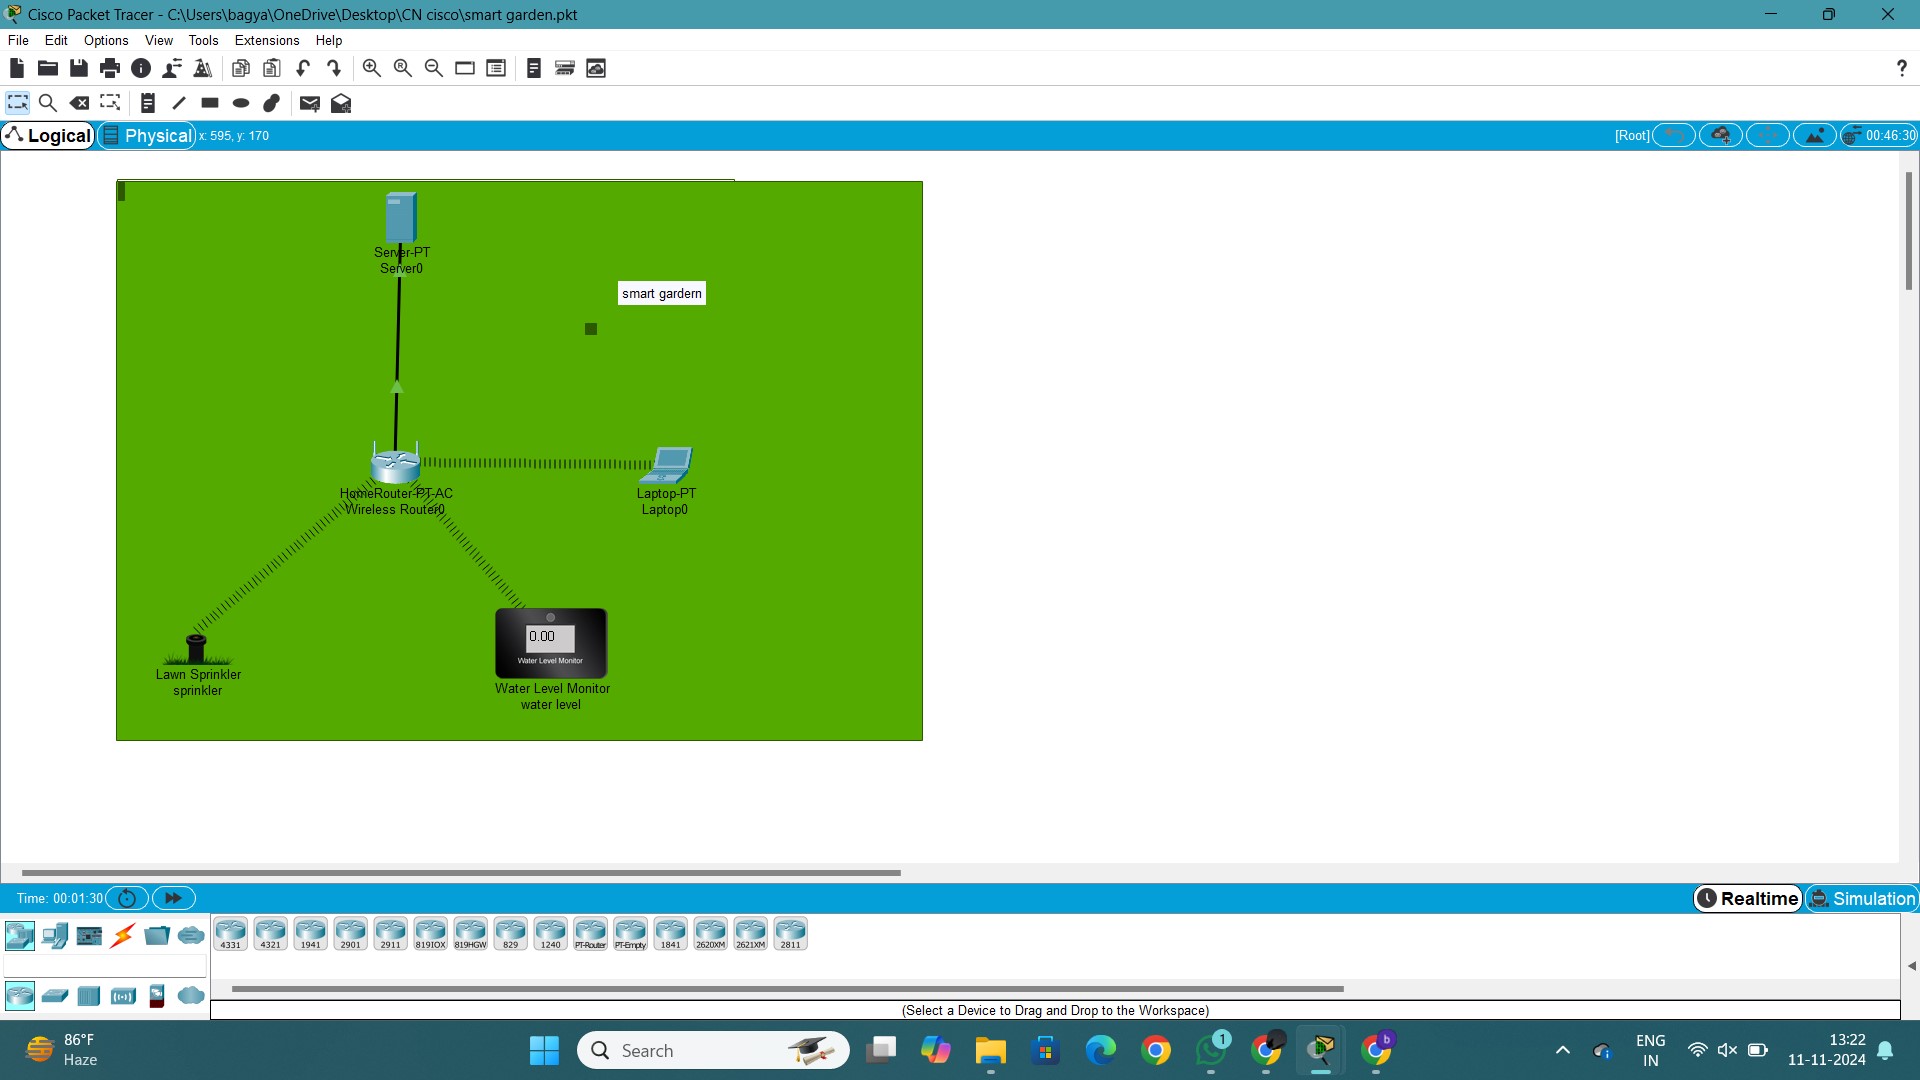 Cisco Packet Tracer - C:\Users\bagya\OneDrive\Desktop\CN cisco\smart garden.pkt
File Edit Options View Tools Extensions Help
?
Logical Physical x: 595, y: 170 [Root] 00:46:30
Server-PT
Server0
smart gardern
HomeRouter-PT-AC
Wireless Router0
Laptop-PT
Laptop0
0.00
Water Level Monitor
Lawn Sprinkler
sprinkler
Water Level Monitor
water level
Time: 00:01:30 Realtime Simulation
4331 4321 1941 2901 2911 819IOX 819HGW 829 1240 PT-Router PT-Empty 1841 2620XM 2621XM 2811
(Select a Device to Drag and Drop to the Workspace)
86°F
Haze
Search
1
b
ENG
IN
13:22
11-11-2024